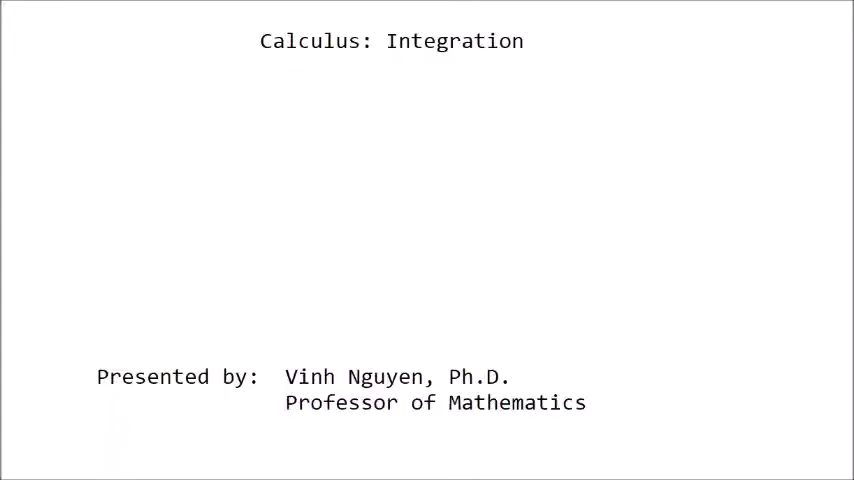 Calculus: Integration
Presented by: Vinh Nguyen, Ph.D.
Professor of Mathematics